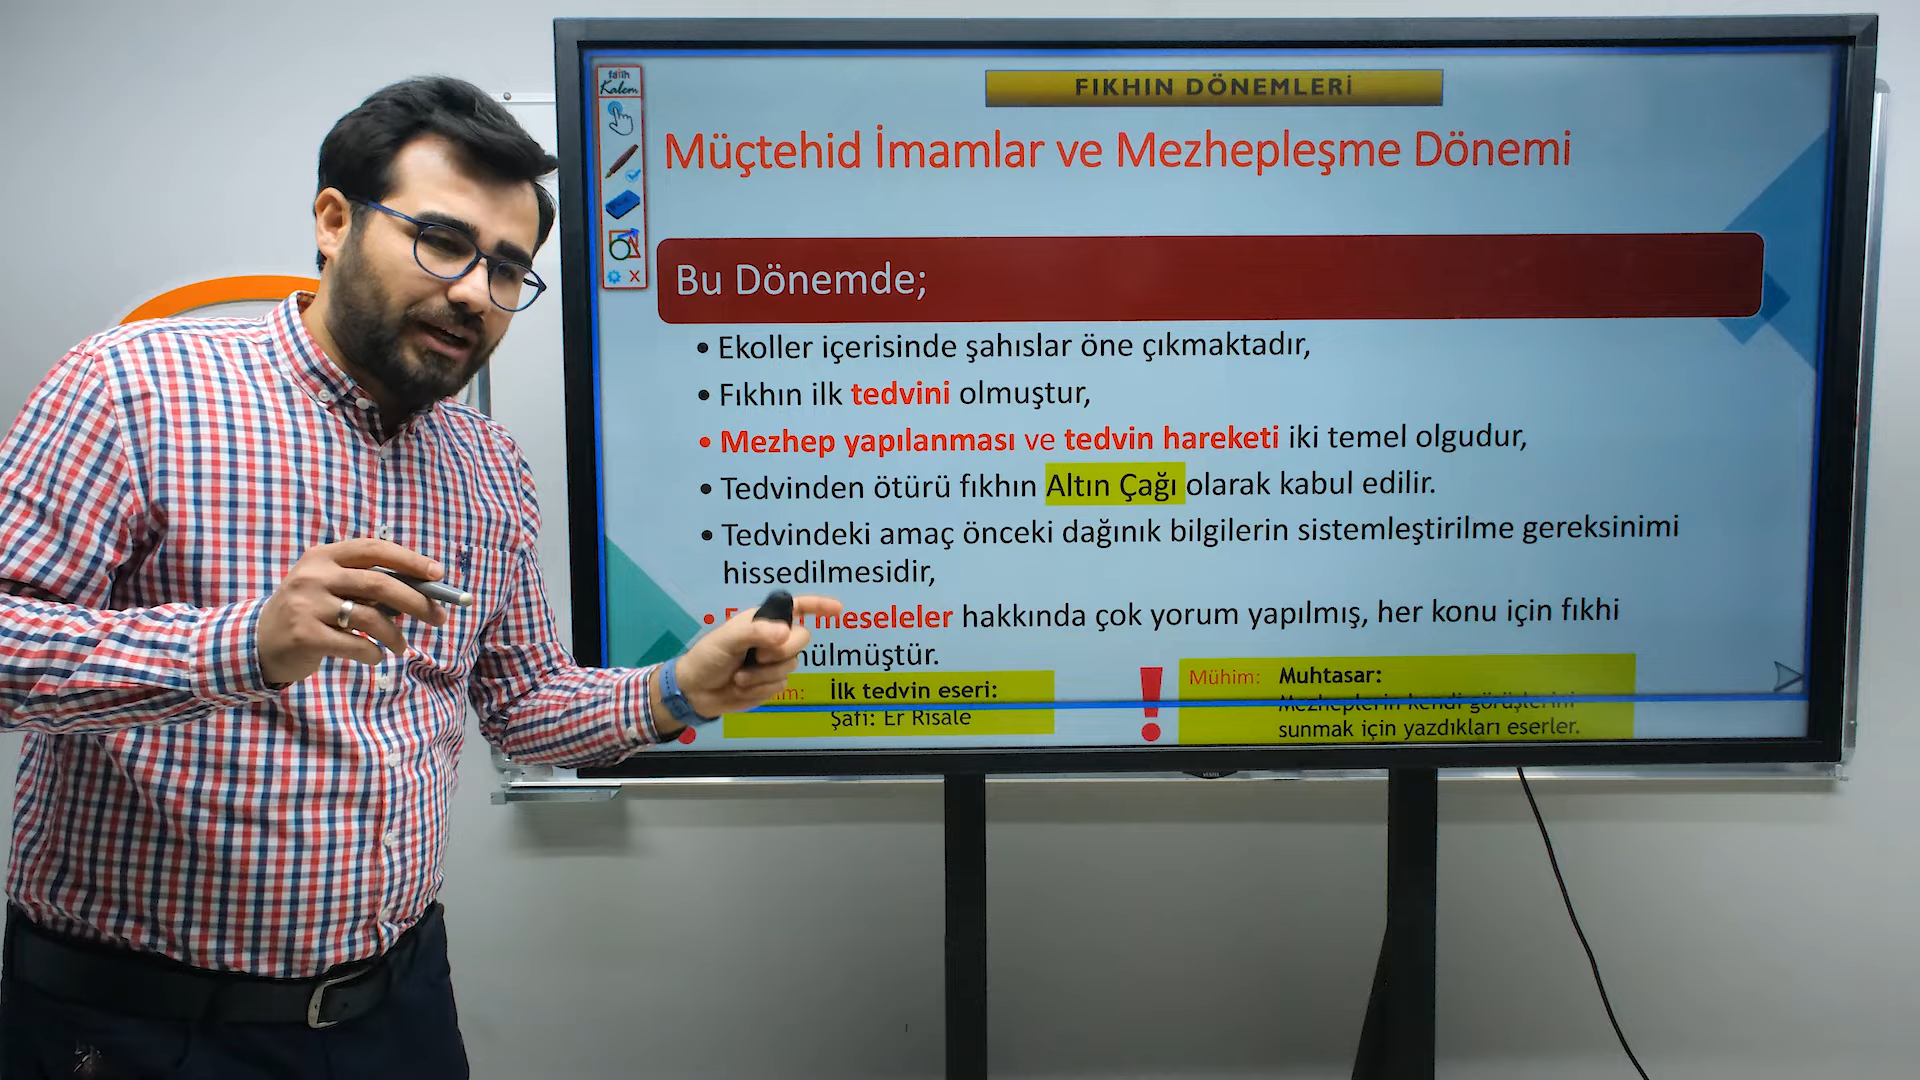 fatih
Kalem
FIKHIN DÖNEMLERİ
Müçtehid İmamlar ve Mezhepleşme Dönemi
Bu Dönemde;
• Ekoller içerisinde şahıslar öne çıkmaktadır,
• Fıkhın ilk tedvini olmuştur,
• Mezhep yapılanması ve tedvin hareketi iki temel olgudur,
• Tedvinden ötürü fıkhın Altın Çağı olarak kabul edilir.
• Tedvindeki amaç önceki dağınık bilgilerin sistemleştirilme gereksinimi
hissedilmesidir,
• meseleler hakkında çok yorum yapılmış, her konu için fıkhi
İlk tedvin eseri:
Şafi: Er Risale
Mühim: Muhtasar:
Mezheplerin kendi görüşlerini
sunmak için yazdıkları eserler.